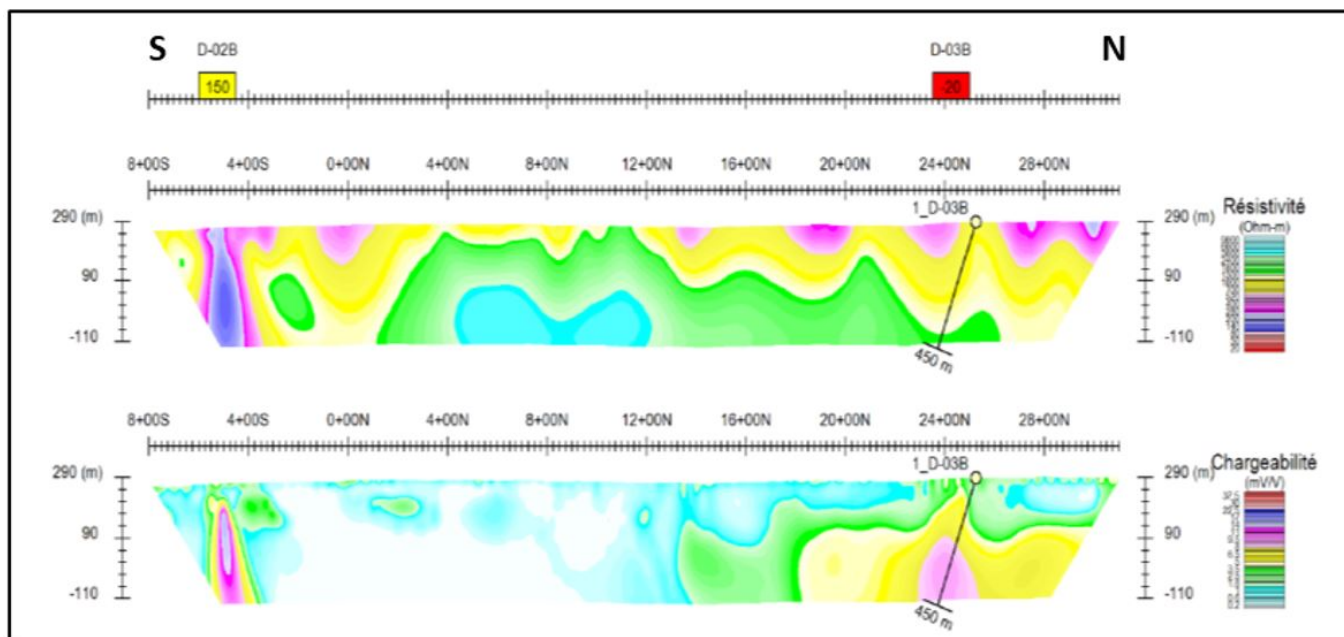 S N
D-02B D-03B
150 -20
8+00S 4+00S 0+00N 4+00N 8+00N 12+00N 16+00N 20+00N 24+00N 28+00N
1_D-03B
290 (m) 290 (m) Résistivité
(Ohm-m)
90 90
-110 -110
450 m
8+00S 4+00S 0+00N 4+00N 8+00N 12+00N 16+00N 20+00N 24+00N 28+00N
1_D-03B
290 (m) 290 (m) Chargeabilité
(mV/V)
90 90
-110 -110
450 m